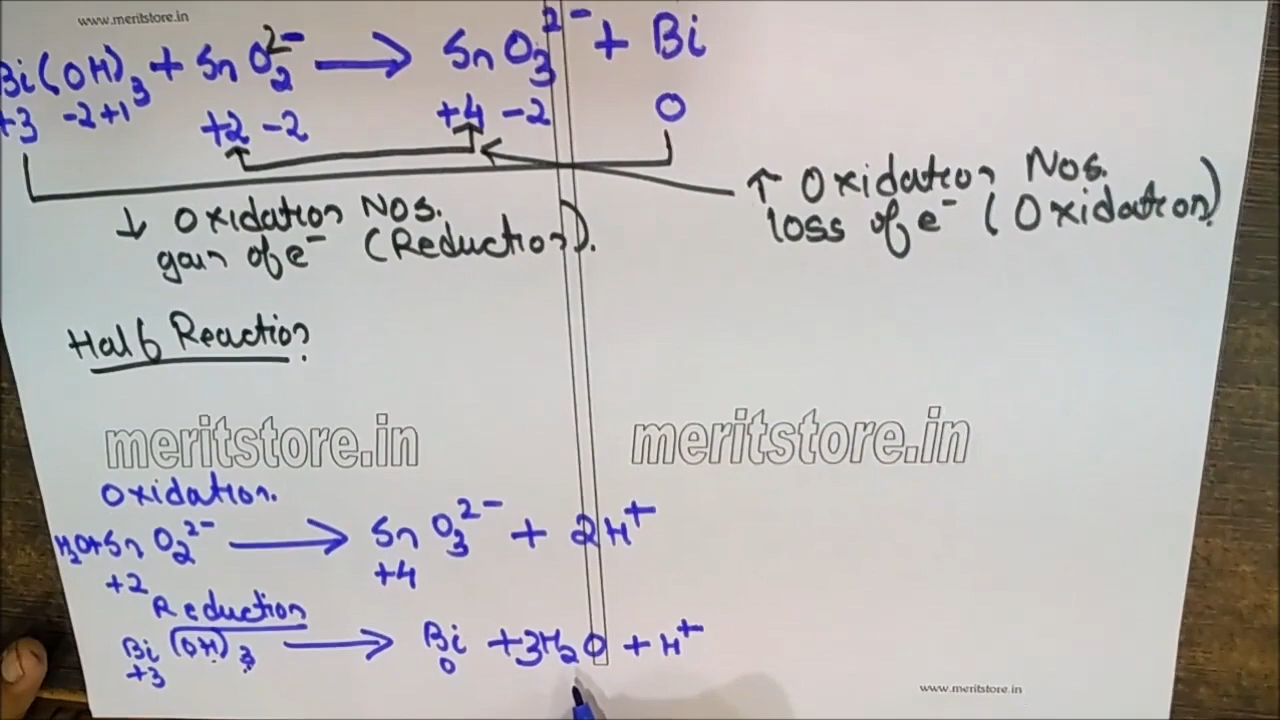 www.meritstore.in
Bi(OH)3 + SnO2^2- → SnO3^2- + Bi
+3 -2+1 +2 -2 +4 -2 0
↓ Oxidation Nos.
gain of e- (Reduction).
↑ Oxidation Nos.
loss of e- (Oxidation)
Half Reaction
meritstore.in meritstore.in
Oxidation.
H2O+SnO2^2- → SnO3^2- + 2H+
+2 +4
Reduction
Bi(OH)3 → Bi +3H2O + H+
+3 0
www.meritstore.in